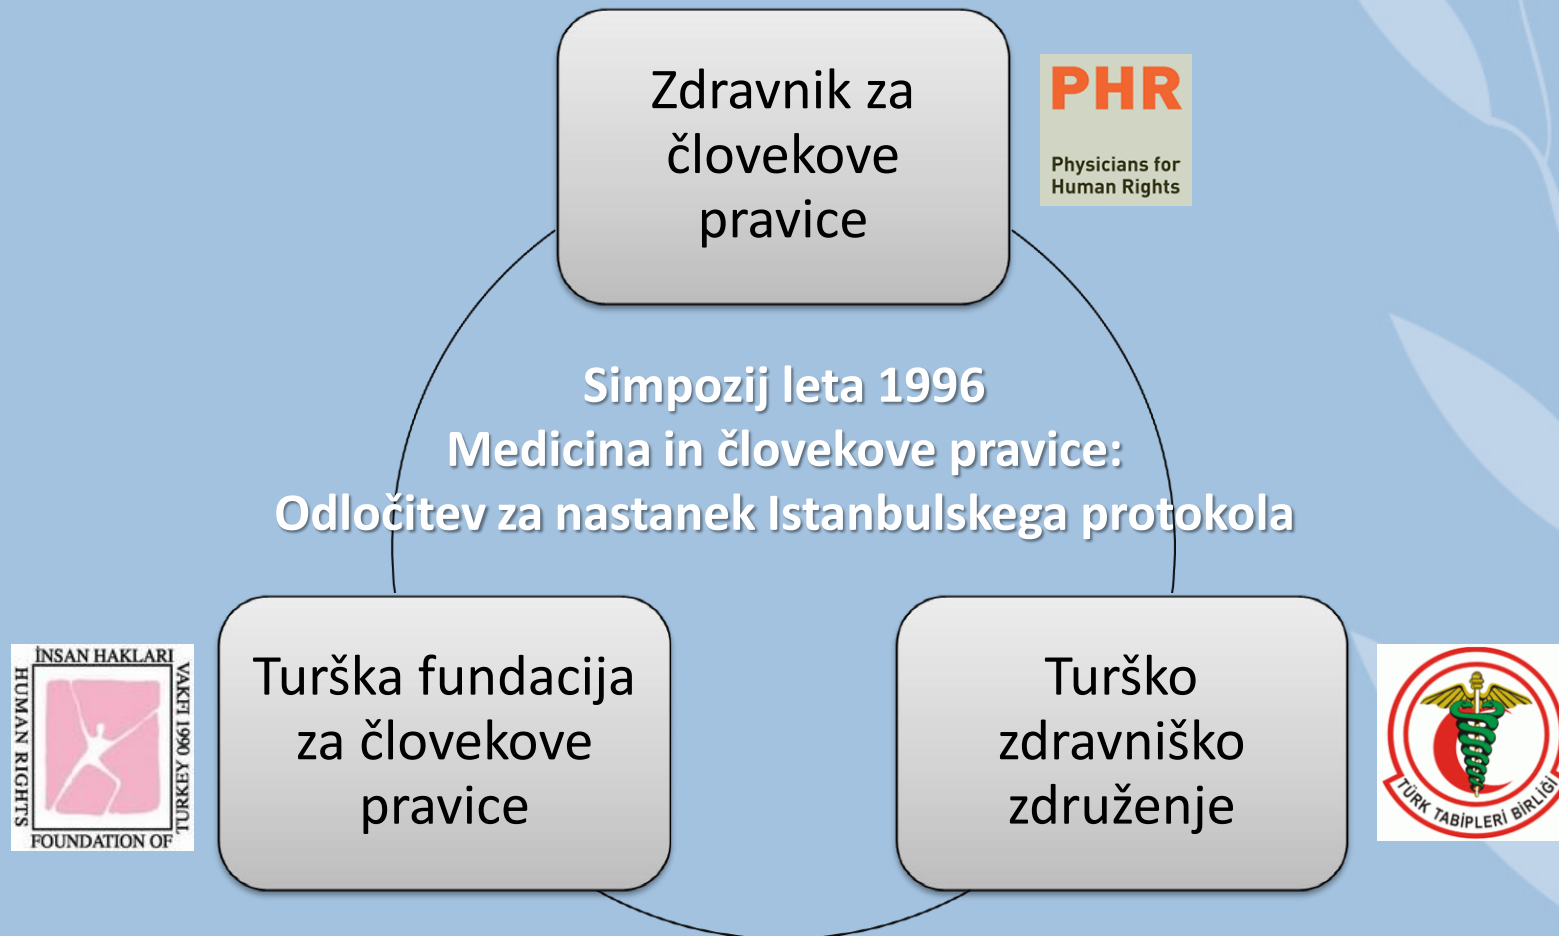 Zdravnik za
človekove
pravice
PHR
Physicians for
Human Rights
Simpozij leta 1996
Medicina in človekove pravice:
Odločitev za nastanek Istanbulskega protokola
İNSAN HAKLARI
VAKFI 1990 TURKEY
HUMAN RIGHTS
FOUNDATION OF
Turška fundacija
za človekove
pravice
Turško
zdravniško
združenje
TÜRK TABİPLERİ BİRLİĞİ